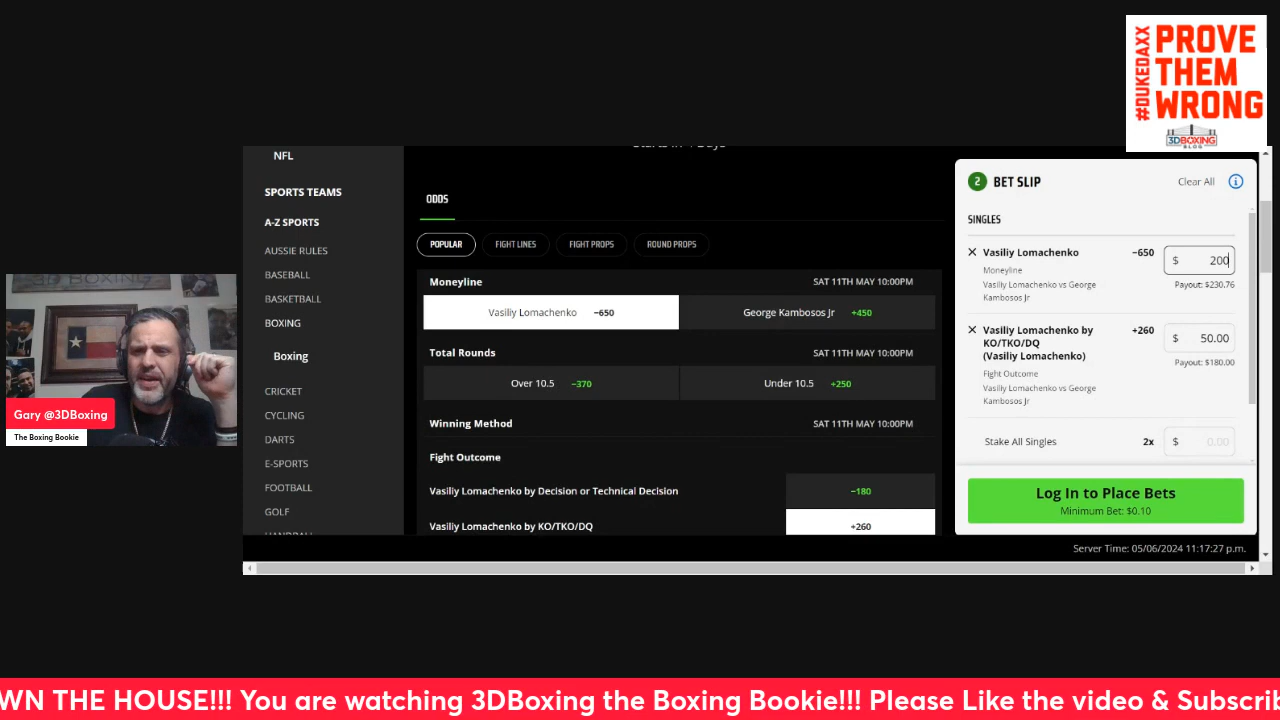 #DUKEDAXX
PROVE
THEM
WRONG
3DBOXING
BLOG
NFL
SPORTS TEAMS
A-Z SPORTS
AUSSIE RULES
BASEBALL
BASKETBALL
BOXING
Boxing
CRICKET
CYCLING
DARTS
E-SPORTS
FOOTBALL
GOLF
HANDBALL
Starts in 4 Days
ODDS
POPULAR FIGHT LINES FIGHT PROPS ROUND PROPS
Moneyline SAT 11TH MAY 10:00PM
Vasiliy Lomachenko −650 George Kambosos Jr +450
Total Rounds SAT 11TH MAY 10:00PM
Over 10.5 −370 Under 10.5 +250
Winning Method SAT 11TH MAY 10:00PM
Fight Outcome
Vasiliy Lomachenko by Decision or Technical Decision −180
Vasiliy Lomachenko by KO/TKO/DQ +260
2 BET SLIP Clear All i
SINGLES
× Vasiliy Lomachenko −650 $ 200
Moneyline
Payout: $230.76
Vasiliy Lomachenko vs George
Kambosos Jr
× Vasiliy Lomachenko by +260 $ 50.00
KO/TKO/DQ
(Vasiliy Lomachenko)
Payout: $180.00
Fight Outcome
Vasiliy Lomachenko vs George
Kambosos Jr
Stake All Singles 2x $ 0.00
Log In to Place Bets
Minimum Bet: $0.10
Server Time: 05/06/2024 11:17:27 p.m.
3D BOXING
Gary @3DBoxing
The Boxing Bookie
WN THE HOUSE!!! You are watching 3DBoxing the Boxing Bookie!!! Please Like the video & Subscrib